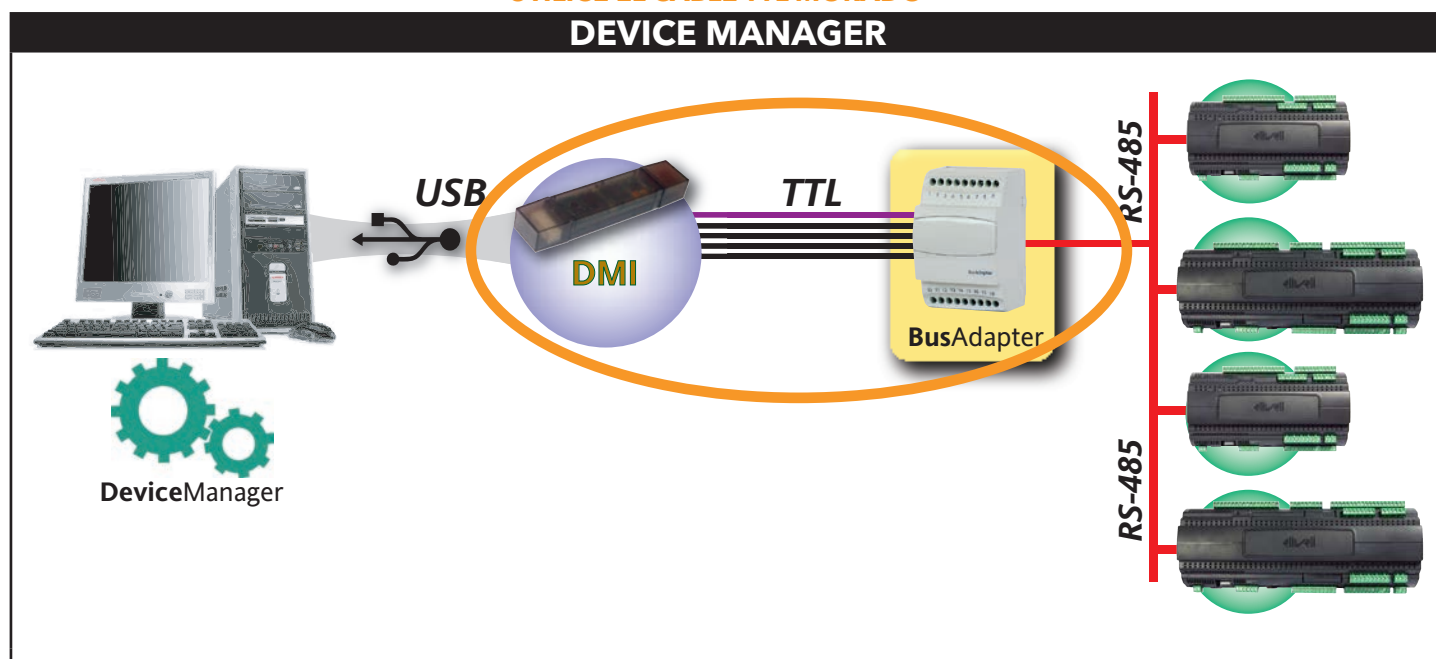 DEVICE MANAGER
USB
TTL
RS-485
DMI
BusAdapter
DeviceManager
RS-485